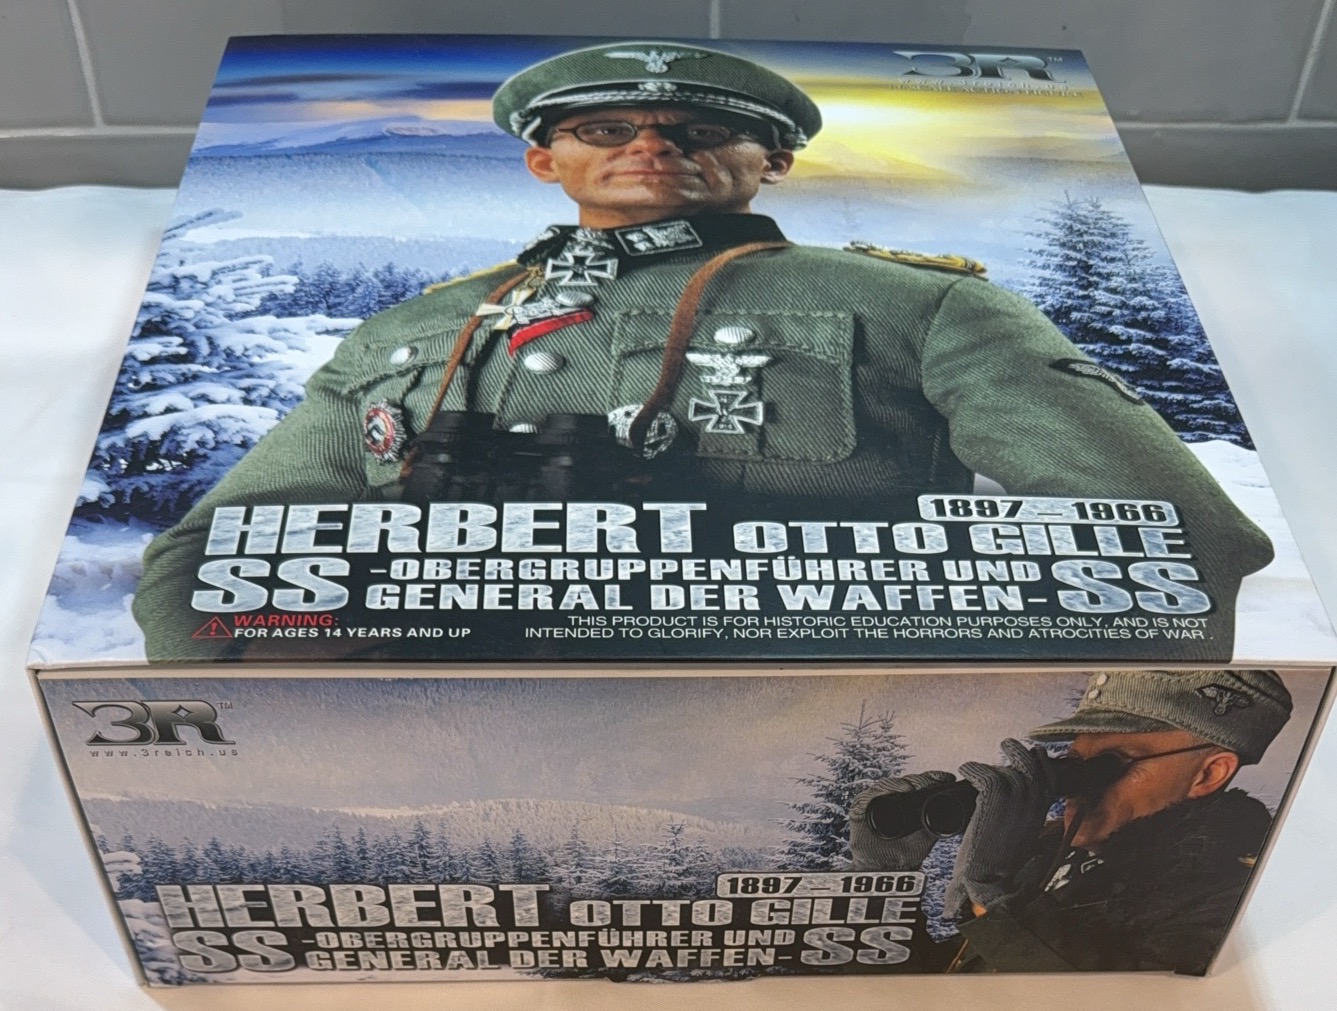 3R™
HERBERT OTTO GILLE
1897 – 1966
SS -OBERGRUPPENFÜHRER UND
GENERAL DER WAFFEN-SS
WARNING:
FOR AGES 14 YEARS AND UP
THIS PRODUCT IS FOR HISTORIC EDUCATION PURPOSES ONLY, AND IS NOT
INTENDED TO GLORIFY, NOR EXPLOIT THE HORRORS AND ATROCITIES OF WAR.
3R™
www.3reich.us
1897 – 1966
HERBERT OTTO GILLE
SS -OBERGRUPPENFÜHRER UND
GENERAL DER WAFFEN-SS